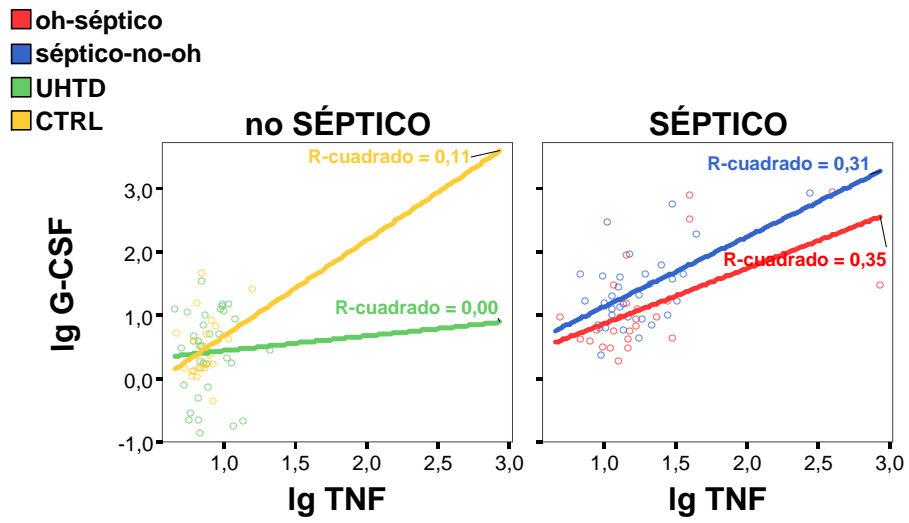 oh-séptico
séptico-no-oh
UHTD
CTRL
no SÉPTICO
SÉPTICO
R-cuadrado = 0,11
R-cuadrado = 0,00
R-cuadrado = 0,31
R-cuadrado = 0,35
lg G-CSF
3,0
2,0
1,0
0,0
-1,0
1,0 1,5 2,0 2,5 3,0
1,0 1,5 2,0 2,5 3,0
lg TNF
lg TNF